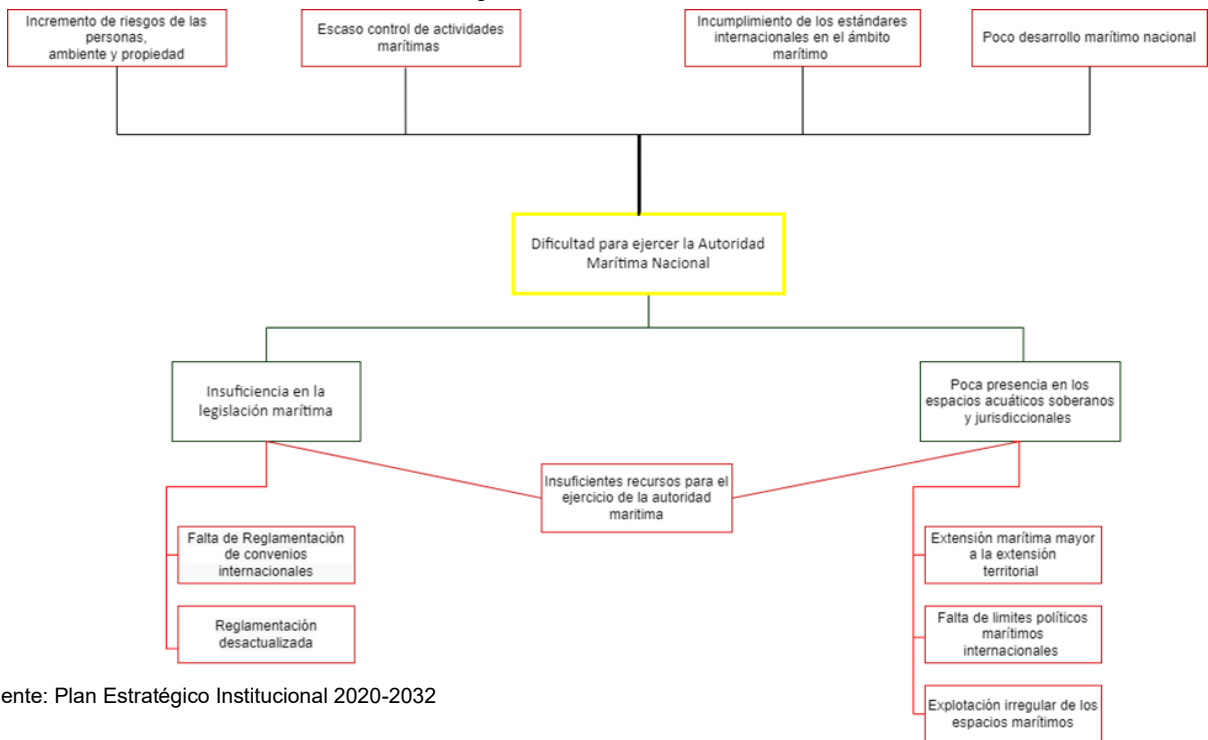 Incremento de riesgos de las
personas,
ambiente y propiedad
Escaso control de actividades
marítimas
Incumplimiento de los estándares
internacionales en el ámbito
marítimo
Poco desarrollo marítimo nacional
Dificultad para ejercer la Autoridad
Marítima Nacional
Insuficiencia en la
legislación marítima
Poca presencia en los
espacios acuáticos soberanos
y jurisdiccionales
Insuficientes recursos para el
ejercicio de la autoridad
maritima
Falta de Reglamentación
de convenios
internacionales
Reglamentación
desactualizada
Extensión marítima mayor
a la extensión
territorial
Falta de limites políticos
marítimos
internacionales
Explotación irregular de los
espacios marítimos
ente: Plan Estratégico Institucional 2020-2032